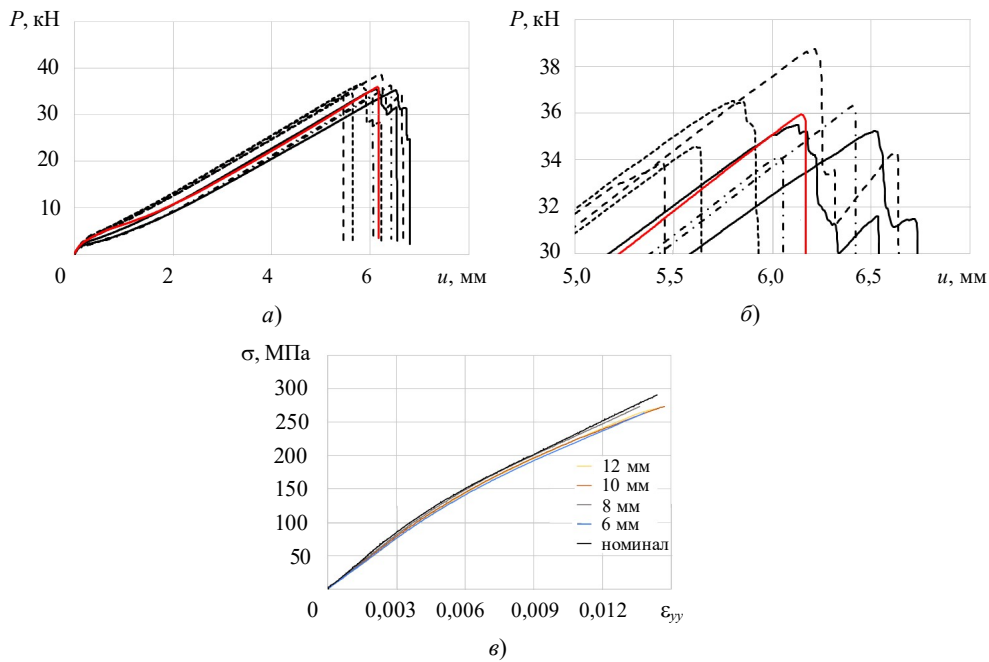 P, кН
40
30
20
10
0
2
4
6
u, мм
а)
P, кН
38
36
34
32
30
5,0
5,5
6,0
6,5
u, мм
б)
σ, МПа
300
250
200
150
100
50
12 мм
10 мм
8 мм
6 мм
номинал
0
0,003
0,006
0,009
0,012
εyy
в)